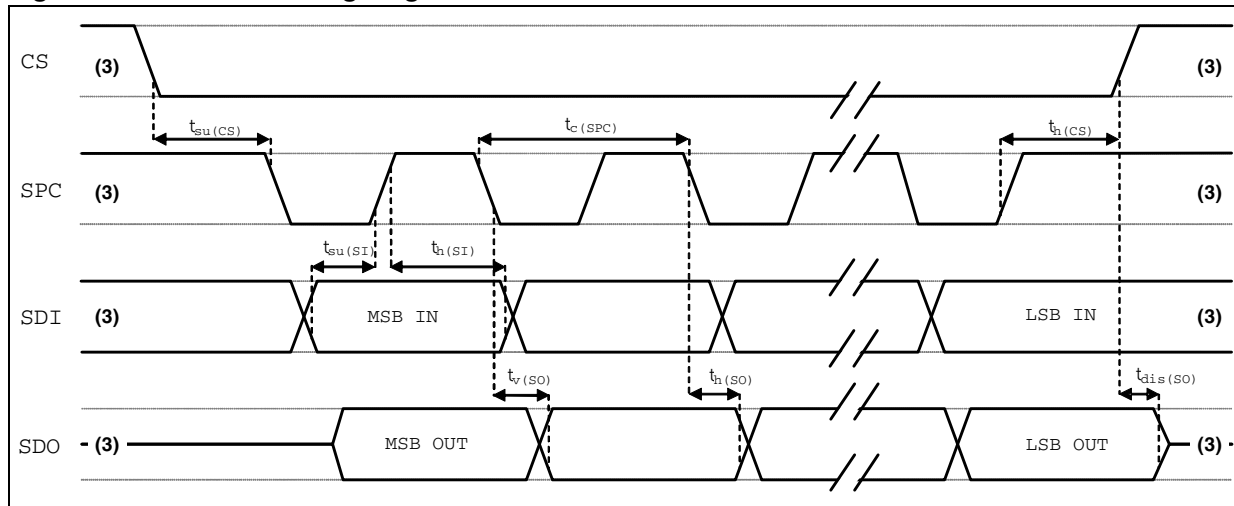 CS (3) (3)
t_su(CS) t_c(SPC) t_h(CS)
SPC (3) (3)
t_su(SI) t_h(SI)
SDI (3) MSB IN LSB IN (3)
t_v(SO) t_h(SO) t_dis(SO)
SDO (3) MSB OUT LSB OUT (3)